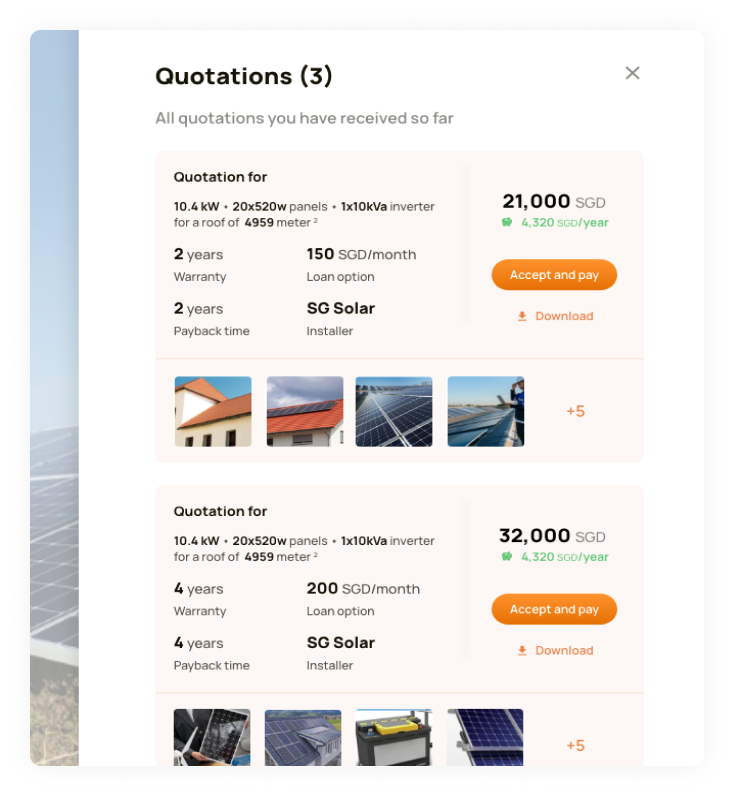 Quotations (3)
All quotations you have received so far
Quotation for
10.4 kW • 20x520w panels • 1x10kVa inverter
for a roof of 4959 meter ²
2 years
Warranty
150 SGD/month
Loan option
2 years
Payback time
SG Solar
Installer
21,000 SGD
4,320 SGD/year
Accept and pay
Download
+5
Quotation for
10.4 kW • 20x520w panels • 1x10kVa inverter
for a roof of 4959 meter ²
4 years
Warranty
200 SGD/month
Loan option
4 years
Payback time
SG Solar
Installer
32,000 SGD
4,320 SGD/year
Accept and pay
Download
+5